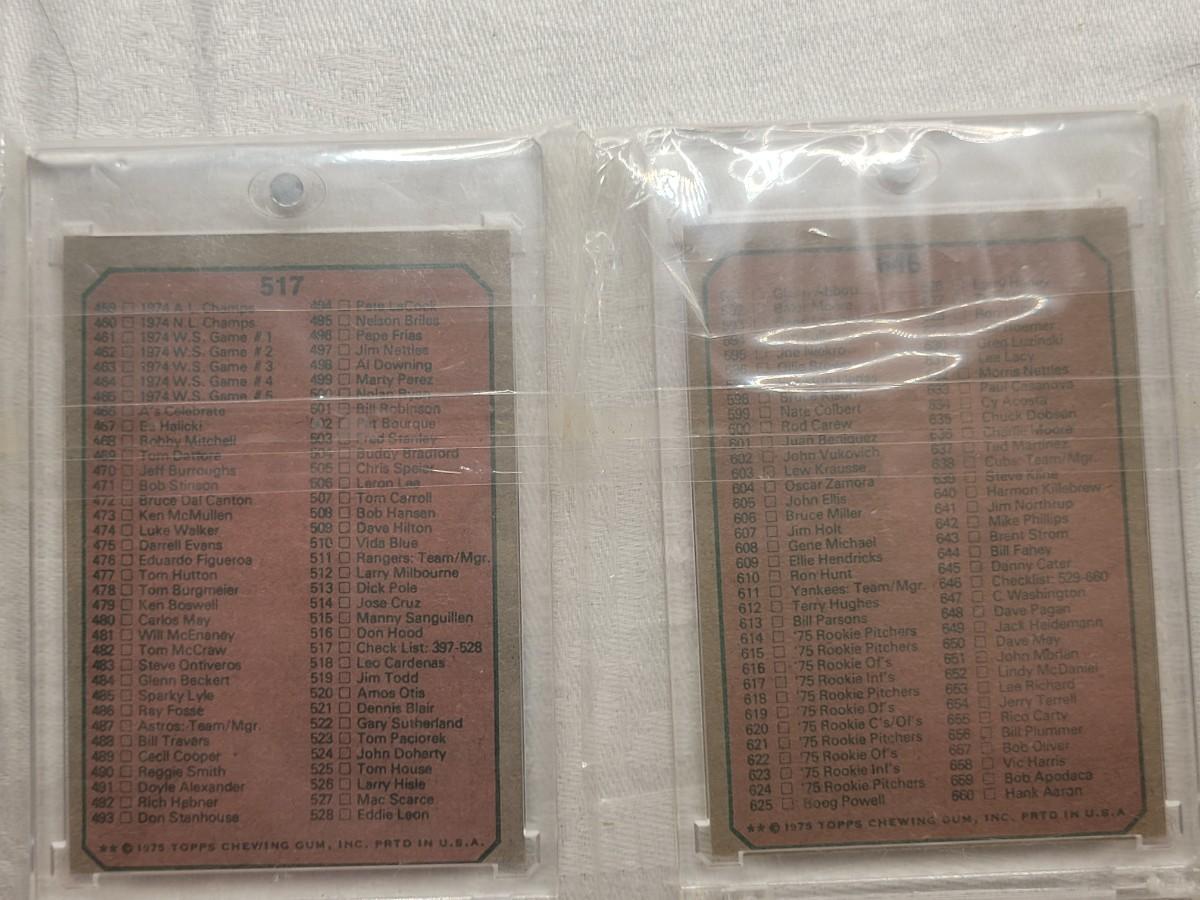 517
459 1974 A.L. Champs
460 1974 N.L. Champs
461 1974 W.S. Game #1
462 1974 W.S. Game #2
463 1974 W.S. Game #3
464 1974 W.S. Game #4
465 1974 W.S. Game #5
466 A's Celebrate
467 Ed Halicki
468 Bobby Mitchell
469 Tom Dettore
470 Jeff Burroughs
471 Bob Stinson
472 Bruce Dal Canton
473 Ken McMullen
474 Luke Walker
475 Darrell Evans
476 Eduardo Figueroa
477 Tom Hutton
478 Tom Burgmeier
479 Ken Boswell
480 Carlos May
481 Will McEnaney
482 Tom McCraw
483 Steve Ontiveros
484 Glenn Beckert
485 Sparky Lyle
486 Ray Fosse
487 Astros: Team/Mgr.
488 Bill Travers
489 Cecil Cooper
490 Reggie Smith
491 Doyle Alexander
492 Rich Hebner
493 Don Stanhouse
494 Pete LaCock
495 Nelson Briles
496 Pepe Frias
497 Jim Nettles
498 Al Downing
499 Marty Perez
500 Nolan Ryan
501 Bill Robinson
502 Pat Bourque
503 Fred Stanley
504 Buddy Bradford
505 Chris Speier
506 Leron Lee
507 Tom Carroll
508 Bob Hansen
509 Dave Hilton
510 Vida Blue
511 Rangers: Team/Mgr.
512 Larry Milbourne
513 Dick Pole
514 Jose Cruz
515 Manny Sanguillen
516 Don Hood
517 Check List: 397-528
518 Leo Cardenas
519 Jim Todd
520 Amos Otis
521 Dennis Blair
522 Gary Sutherland
523 Tom Paciorek
524 John Doherty
525 Tom House
526 Larry Hisle
527 Mac Scarce
528 Eddie Leon
** © 1975 TOPPS CHEWING GUM, INC. PRTD IN U.S.A.
646
Glenn Abbott
595 Joe Niekro
598 Bruce Kison
599 Nate Colbert
600 Rod Carew
601 Juan Beniquez
602 John Vukovich
603 Lew Krausse
604 Oscar Zamora
605 John Ellis
606 Bruce Miller
607 Jim Holt
608 Gene Michael
609 Ellie Hendricks
610 Ron Hunt
611 Yankees: Team/Mgr.
612 Terry Hughes
613 Bill Parsons
614 '75 Rookie Pitchers
615 '75 Rookie Pitchers
616 '75 Rookie Of's
617 '75 Rookie Inf's
618 '75 Rookie Pitchers
619 '75 Rookie Of's
620 '75 Rookie C's/Of's
621 '75 Rookie Pitchers
622 '75 Rookie Of's
623 '75 Rookie Inf's
624 '75 Rookie Pitchers
625 Boog Powell
Greg Luzinski
Lee Lacy
Morris Nettles
633 Paul Casanova
634 Cy Acosta
635 Chuck Dobson
636 Charlie Moore
637 Ted Martinez
638 Cubs: Team/Mgr.
639 Steve Kline
640 Harmon Killebrew
641 Jim Northrup
642 Mike Phillips
643 Brent Strom
644 Bill Fahey
645 Danny Cater
646 Checklist: 529-660
647 C. Washington
648 Dave Pagan
649 Jack Heidemann
650 Dave May
651 John Morlan
652 Lindy McDaniel
653 Lee Richard
654 Jerry Terrell
655 Rico Carty
656 Bill Plummer
657 Bob Oliver
658 Vic Harris
659 Bob Apodaca
660 Hank Aaron
** © 1975 TOPPS CHEWING GUM, INC. PRTD IN U.S.A